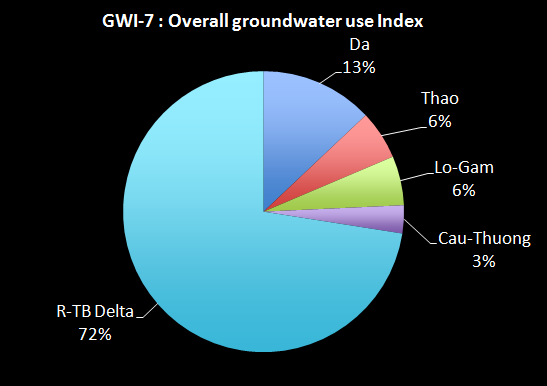 GWI-7 : Overall groundwater use Index
Da
13%
Thao
6%
Lo-Gam
6%
Cau-Thuong
3%
R-TB Delta
72%